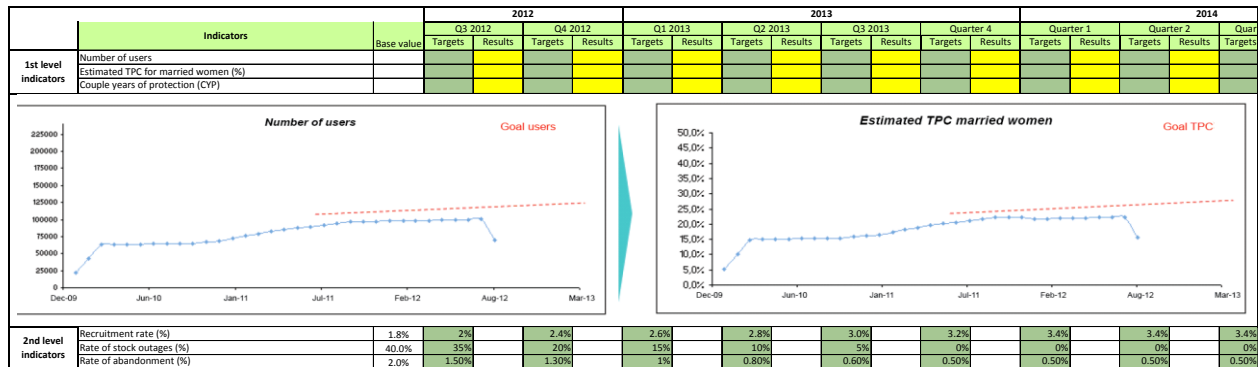 2012 2013 2014
Indicators Base value Q3 2012 Q4 2012 Q1 2013 Q2 2013 Q3 2013 Quarter 4 Quarter 1 Quarter 2 Quar
Targets Results Targets Results Targets Results Targets Results Targets Results Targets Results Targets Results Targets Results Targets
1st level indicators
Number of users
Estimated TPC for married women (%)
Couple years of protection (CYP)
Number of users
Goal users
225000
200000
175000
150000
125000
100000
75000
50000
25000
0
Dec-09 Jun-10 Jan-11 Jul-11 Feb-12 Aug-12 Mar-13
Estimated TPC married women
Goal TPC
50,0%
45,0%
40,0%
35,0%
30,0%
25,0%
20,0%
15,0%
10,0%
5,0%
0,0%
Dec-09 Jun-10 Jan-11 Jul-11 Feb-12 Aug-12 Mar-13
2nd level indicators
Recruitment rate (%) 1.8% 2% 2.4% 2.6% 2.8% 3.0% 3.2% 3.4% 3.4% 3.4%
Rate of stock outages (%) 40.0% 35% 20% 15% 10% 5% 0% 0% 0% 0%
Rate of abandonment (%) 2.0% 1.50% 1.30% 1% 0.80% 0.60% 0.50% 0.50% 0.50% 0.50%